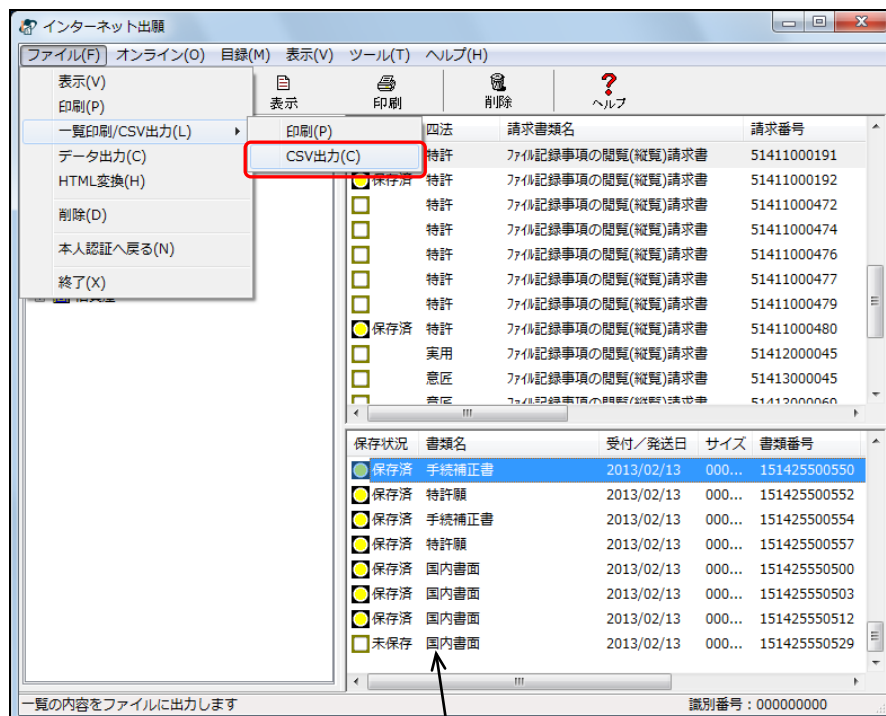 インターネット出願
ファイル(F) オンライン(O) 目録(M) 表示(V) ツール(T) ヘルプ(H)
表示 印刷 削除 ヘルプ
表示(V)
印刷(P)
一覧印刷/CSV出力(L)
データ出力(C)
HTML変換(H)
削除(D)
本人認証へ戻る(N)
終了(X)
印刷(P)
CSV出力(C)
四法 請求書類名 請求番号
特許 ファイル記録事項の閲覧(縦覧)請求書 51411000191
保存済 特許 ファイル記録事項の閲覧(縦覧)請求書 51411000192
特許 ファイル記録事項の閲覧(縦覧)請求書 51411000472
特許 ファイル記録事項の閲覧(縦覧)請求書 51411000474
特許 ファイル記録事項の閲覧(縦覧)請求書 51411000476
特許 ファイル記録事項の閲覧(縦覧)請求書 51411000477
特許 ファイル記録事項の閲覧(縦覧)請求書 51411000479
保存済 特許 ファイル記録事項の閲覧(縦覧)請求書 51411000480
実用 ファイル記録事項の閲覧(縦覧)請求書 51412000045
意匠 ファイル記録事項の閲覧(縦覧)請求書 51413000045
意匠 ファイル記録事項の閲覧(縦覧)請求書 51413000060
保存状況 書類名 受付/発送日 サイズ 書類番号
保存済 手続補正書 2013/02/13 000... 151425500550
保存済 特許願 2013/02/13 000... 151425500552
保存済 手続補正書 2013/02/13 000... 151425500554
保存済 特許願 2013/02/13 000... 151425500557
保存済 国内書面 2013/02/13 000... 151425550500
保存済 国内書面 2013/02/13 000... 151425550503
保存済 国内書面 2013/02/13 000... 151425550512
未保存 国内書面 2013/02/13 000... 151425550529
一覧の内容をファイルに出力します 識別番号：000000000